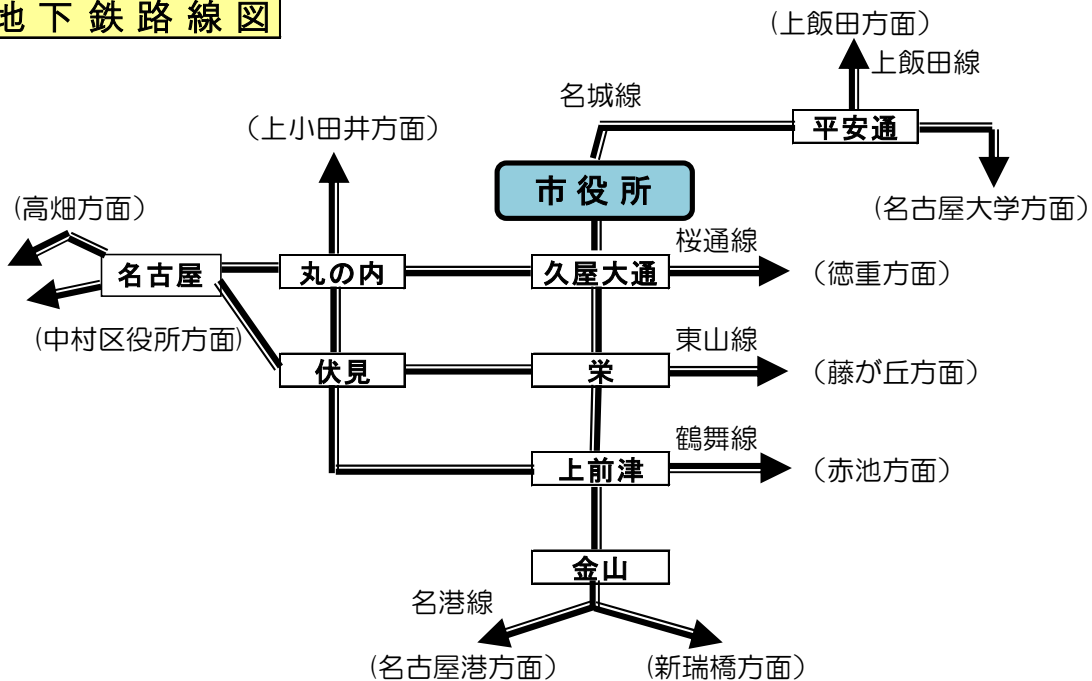 地下鉄路線図
(上飯田方面)
上飯田線
名城線
平安通
(上小田井方面)
市役所
(高畑方面)
(名古屋大学方面)
桜通線
名古屋
丸の内
久屋大通
(徳重方面)
(中村区役所方面)
東山線
伏見
栄
(藤が丘方面)
鶴舞線
上前津
(赤池方面)
金山
名港線
(名古屋港方面)
(新瑞橋方面)